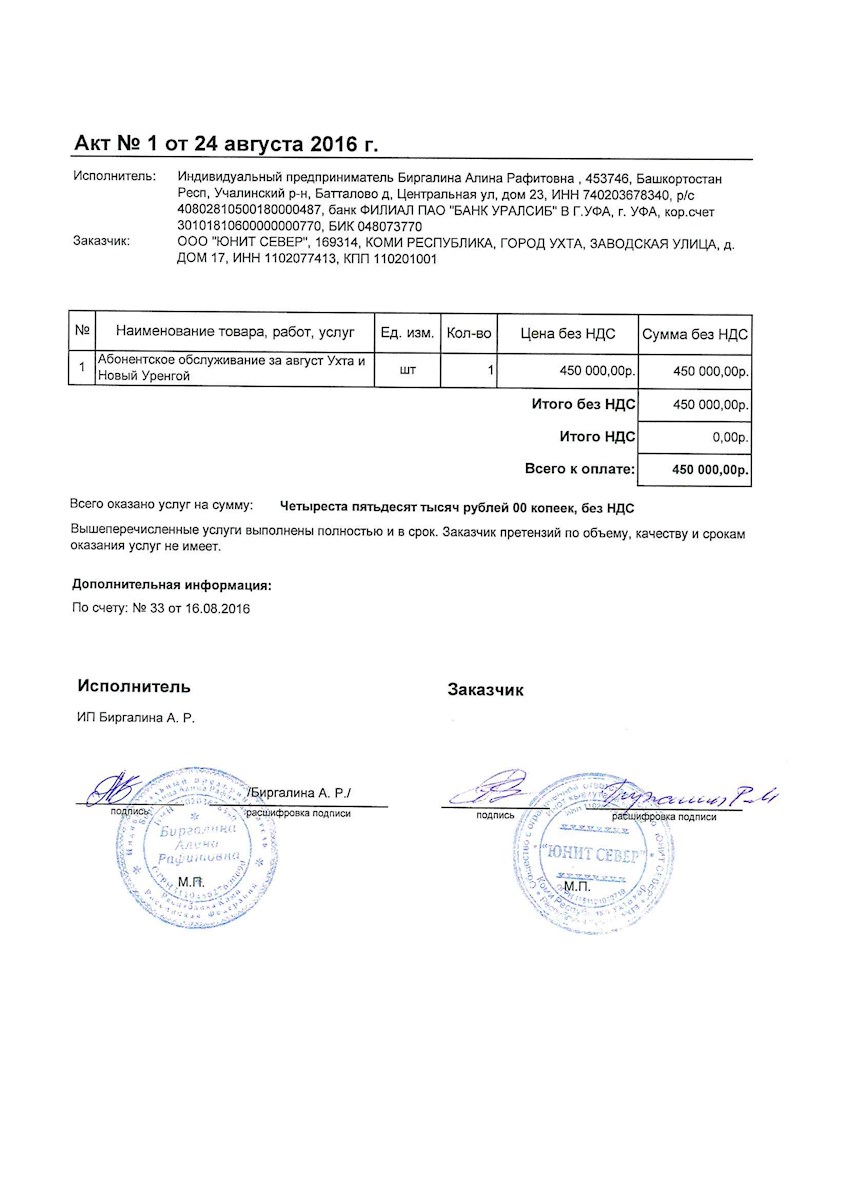 Акт № 1 от 24 августа 2016 г.
Исполнитель: Индивидуальный предприниматель Биргалина Алина Рафитовна , 453746, Башкортостан
Респ, Учалинский р-н, Батталово д, Центральная ул, дом 23, ИНН 740203678340, р/с
40802810500180000487, банк ФИЛИАЛ ПАО "БАНК УРАЛСИБ" В Г.УФА, г. УФА, кор.счет
30101810600000000770, БИК 048073770
Заказчик: ООО "ЮНИТ СЕВЕР", 169314, КОМИ РЕСПУБЛИКА, ГОРОД УХТА, ЗАВОДСКАЯ УЛИЦА, д.
ДОМ 17, ИНН 1102077413, КПП 110201001
№ Наименование товара, работ, услуг Ед. изм. Кол-во Цена без НДС Сумма без НДС
1 Абонентское обслуживание за август Ухта и
Новый Уренгой шт 1 450 000,00р. 450 000,00р.
Итого без НДС 450 000,00р.
Итого НДС 0,00р.
Всего к оплате: 450 000,00р.
Всего оказано услуг на сумму: Четыреста пятьдесят тысяч рублей 00 копеек, без НДС
Вышеперечисленные услуги выполнены полностью и в срок. Заказчик претензий по объему, качеству и срокам
оказания услуг не имеет.
Дополнительная информация:
По счету: № 33 от 16.08.2016
Исполнитель Заказчик
ИП Биргалина А. Р.
/Биргалина А. Р./
подпись расшифровка подписи подпись расшифровка подписи
Биргалина
Алина
Рафитовна
"ЮНИТ СЕВЕР"
М.П. М.П.